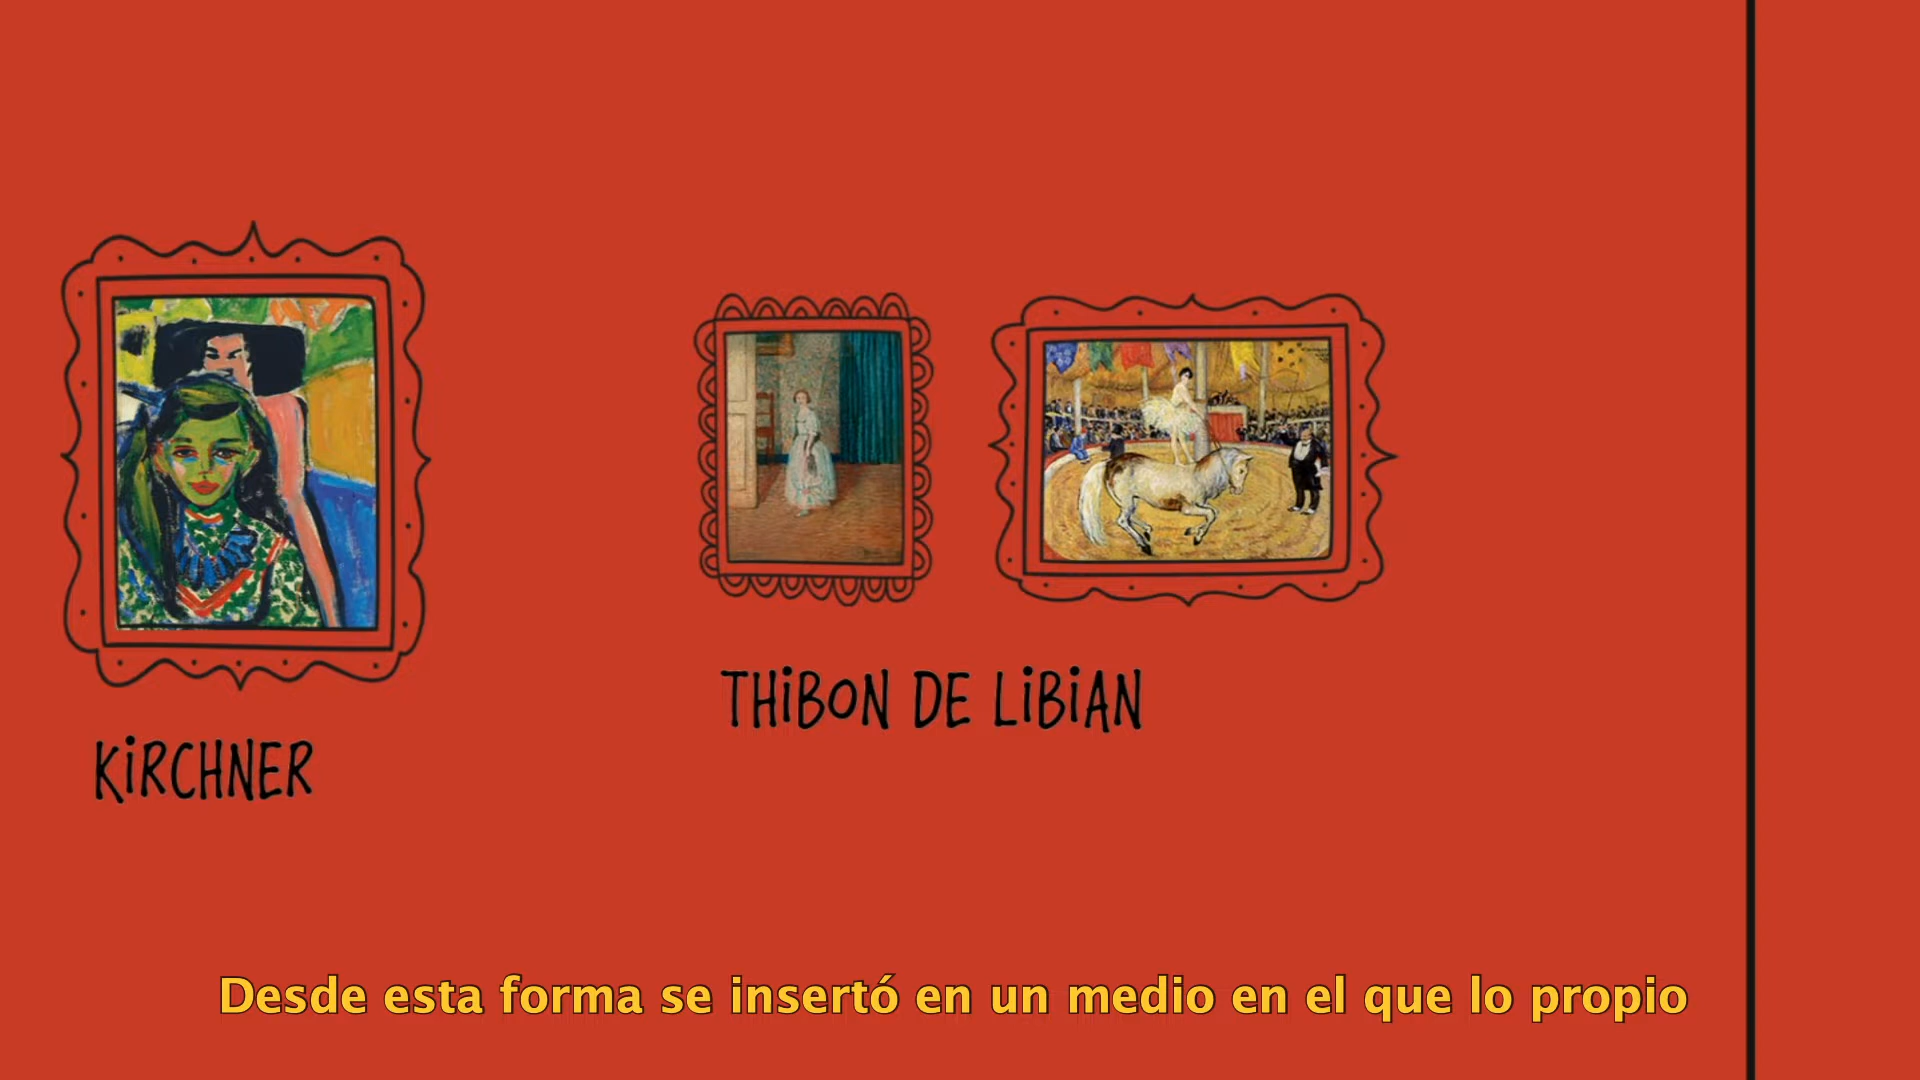 KiRCHNER
THiBON DE LiBiAN
Desde esta forma se insertó en un medio en el que lo propio